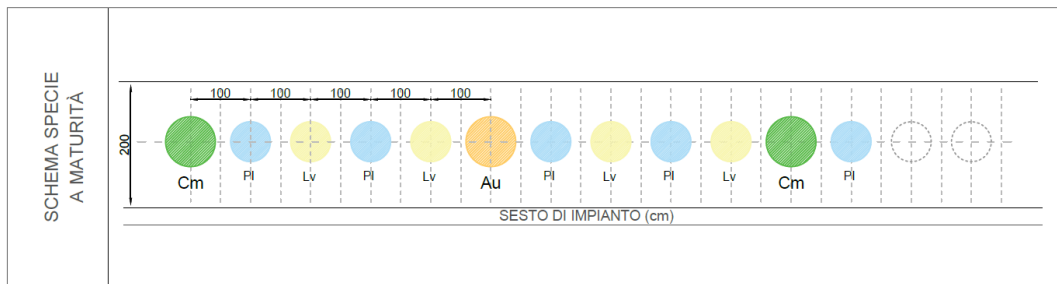 SCHEMA SPECIE
A MATURITÀ
200
100 100 100 100 100
Cm Pl Lv Pl Lv Au Pl Lv Pl Lv Cm Pl
SESTO DI IMPIANTO (cm)